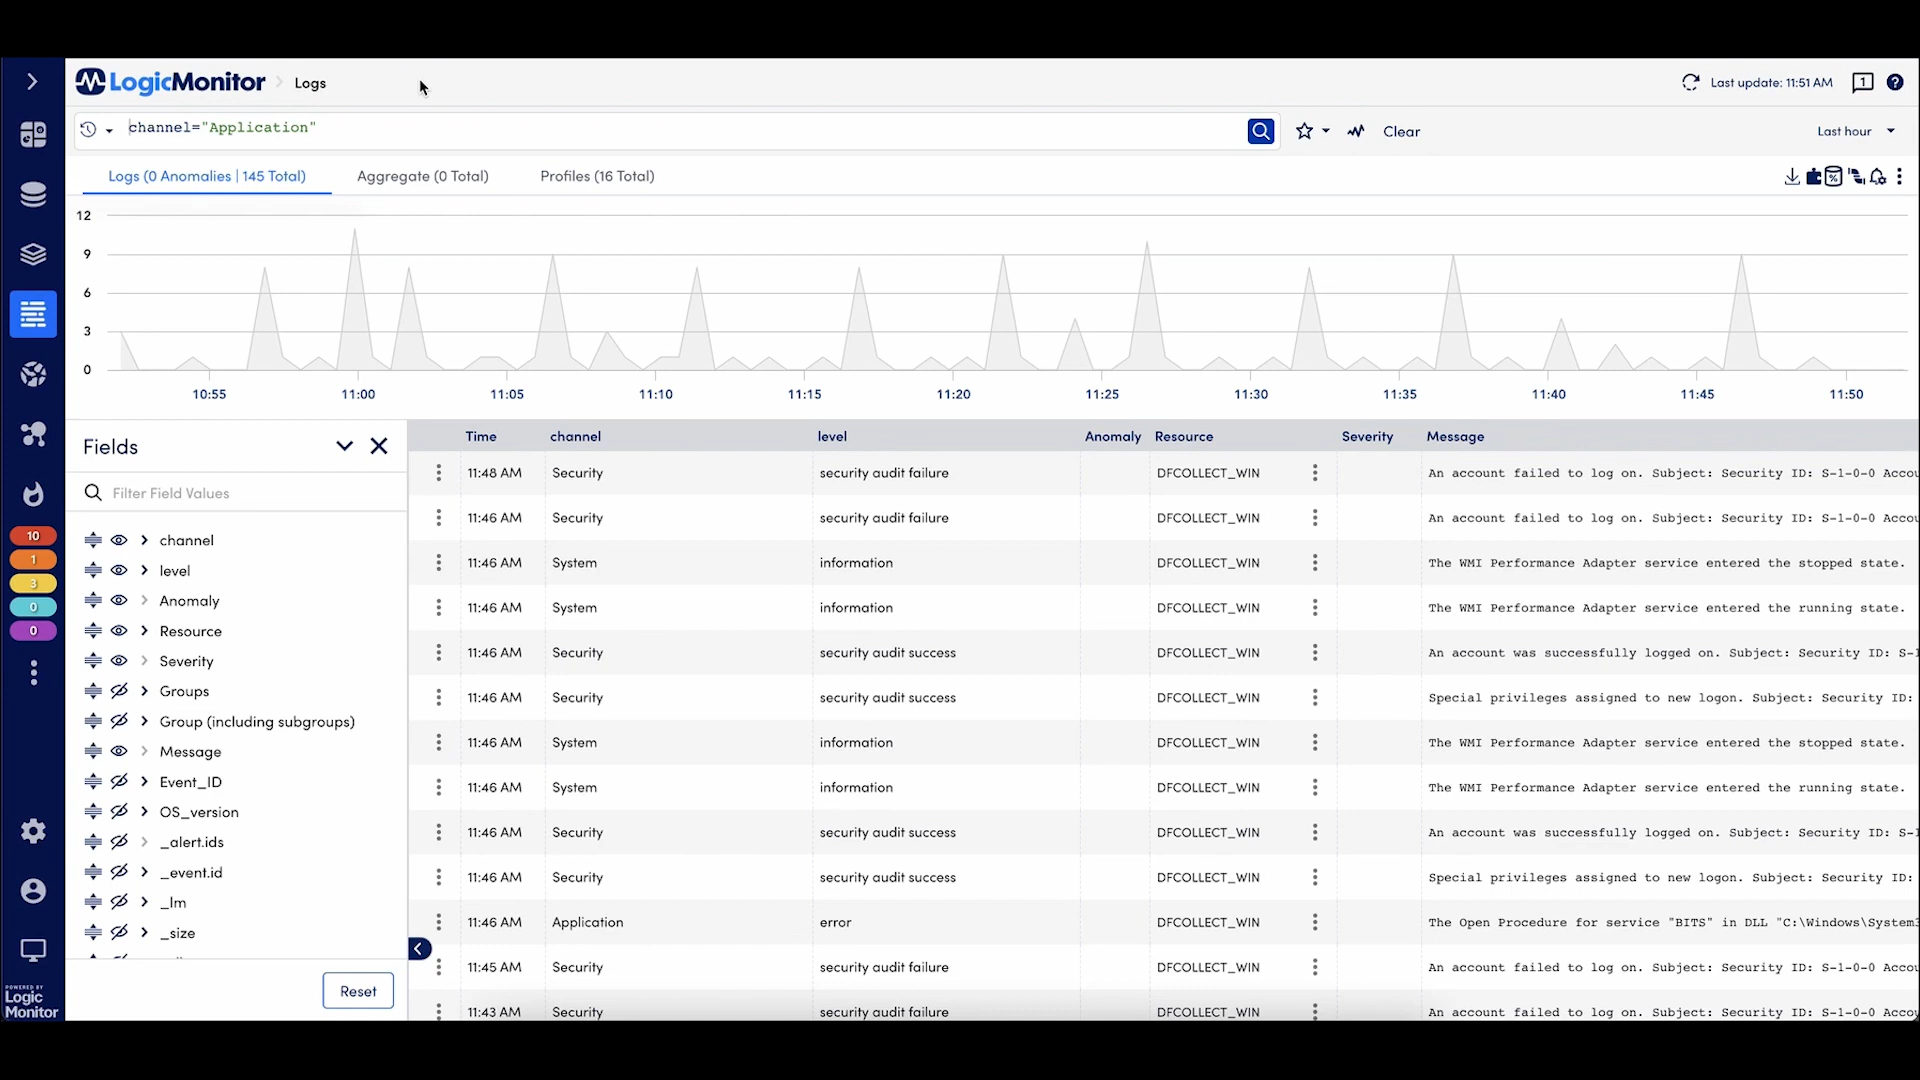 LogicMonitor Logs Last update: 11:51 AM 1 ?
channel="Application" Clear Last hour
Logs (0 Anomalies | 145 Total) Aggregate (0 Total) Profiles (16 Total)
12
9
6
3
0
10:55 11:00 11:05 11:10 11:15 11:20 11:25 11:30 11:35 11:40 11:45 11:50
10
1
3
0
0
POWERED BY
Logic
Monitor
Fields
Filter Field Values
channel
level
Anomaly
Resource
Severity
Groups
Group (including subgroups)
Message
Event_ID
OS_version
_alert.ids
_event.id
_lm
_size
Reset
Time channel level Anomaly Resource Severity Message
11:48 AM Security security audit failure DFCOLLECT_WIN An account failed to log on. Subject: Security ID: S-1-0-0 Accou
11:46 AM Security security audit failure DFCOLLECT_WIN An account failed to log on. Subject: Security ID: S-1-0-0 Accou
11:46 AM System information DFCOLLECT_WIN The WMI Performance Adapter service entered the stopped state.
11:46 AM System information DFCOLLECT_WIN The WMI Performance Adapter service entered the running state.
11:46 AM Security security audit success DFCOLLECT_WIN An account was successfully logged on. Subject: Security ID: S-1
11:46 AM Security security audit success DFCOLLECT_WIN Special privileges assigned to new logon. Subject: Security ID:
11:46 AM System information DFCOLLECT_WIN The WMI Performance Adapter service entered the stopped state.
11:46 AM System information DFCOLLECT_WIN The WMI Performance Adapter service entered the running state.
11:46 AM Security security audit success DFCOLLECT_WIN An account was successfully logged on. Subject: Security ID: S-1
11:46 AM Security security audit success DFCOLLECT_WIN Special privileges assigned to new logon. Subject: Security ID:
11:46 AM Application error DFCOLLECT_WIN The Open Procedure for service "BITS" in DLL "C:\Windows\System3
11:45 AM Security security audit failure DFCOLLECT_WIN An account failed to log on. Subject: Security ID: S-1-0-0 Accou
11:43 AM Security security audit failure DFCOLLECT_WIN An account failed to log on. Subject: Security ID: S-1-0-0 Accou